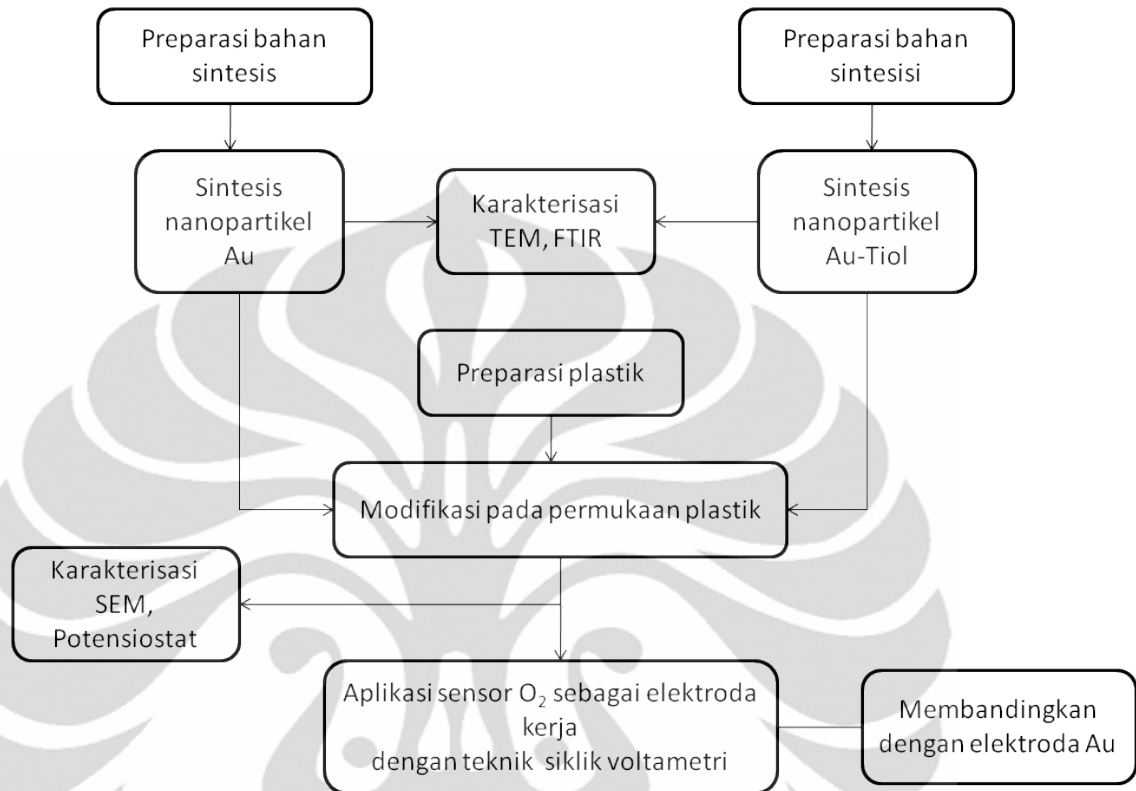 Preparasi bahan
sintesis
Preparasi bahan
sintesisi
Sintesis
nanopartikel
Au
Karakterisasi
TEM, FTIR
Sintesis
nanopartikel
Au-Tiol
Preparasi plastik
Modifikasi pada permukaan plastik
Karakterisasi
SEM,
Potensiostat
Aplikasi sensor O₂ sebagai elektroda
kerja
dengan teknik siklik voltametri
Membandingkan
dengan elektroda Au